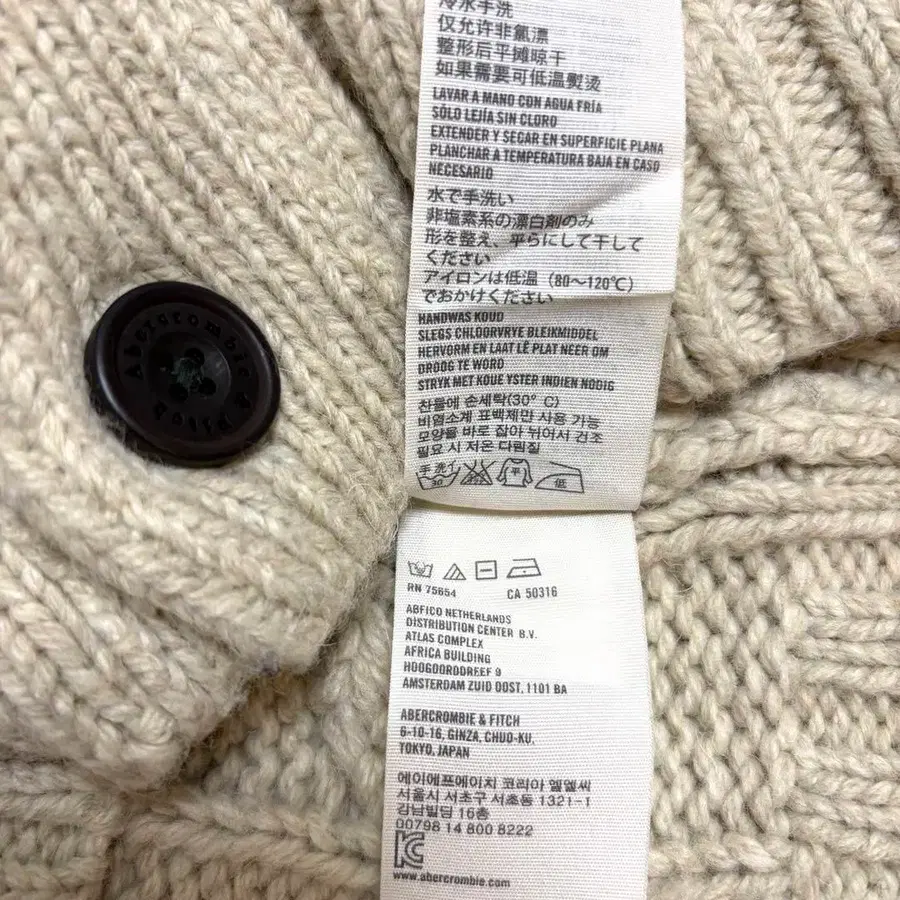 冷水手洗
仅允许非氯漂
整形后平摊晾干
如果需要可低温熨烫
LAVAR A MANO CON AGUA FRÍA
SÓLO LEJÍA SIN CLORO
EXTENDER Y SECAR EN SUPERFICIE PLANA
PLANCHAR A TEMPERATURA BAJA EN CASO
NECESARIO
水で手洗い
非塩素系の漂白剤のみ
形を整え、平らにして干して
ください
アイロンは低温（80～120℃）
でおかけください
HANDWAS KOUD
SLEGS CHLOORVRYE BLEIKMIDDEL
HERVORM EN LAAT LÊ PLAT NEER OM
DROOG TE WORD
STRYK MET KOUE YSTER INDIEN NODIG
찬물에 손세탁(30° C)
비염소계 표백제만 사용 가능
모양을 바로 잡아 뉘어서 건조
필요 시 저온 다림질
手洗イ
30
平
低
Abercrombie & Fitch
RN 75654 CA 50316
ABFICO NETHERLANDS
DISTRIBUTION CENTER B.V.
ATLAS COMPLEX
AFRICA BUILDING
HOOGOORDDREEF 9
AMSTERDAM ZUID OOST, 1101 BA
ABERCROMBIE & FITCH
6-10-16, GINZA, CHUO-KU,
TOKYO, JAPAN
에이에프에이치 코리아 엘엘씨
서울시 서초구 서초동 1321-1
강남빌딩 16층
00798 14 800 8222
www.abercrombie.com